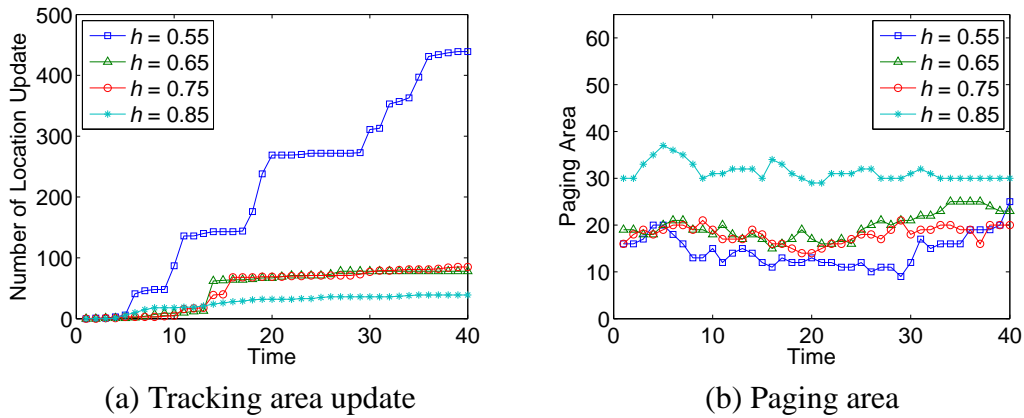 500
400
300
200
100
0
0
10
20
30
40
Number of Location Update
Time
h = 0.55
h = 0.65
h = 0.75
h = 0.85
(a) Tracking area update
60
50
40
30
20
10
0
0
10
20
30
40
Paging Area
Time
h = 0.55
h = 0.65
h = 0.75
h = 0.85
(b) Paging area